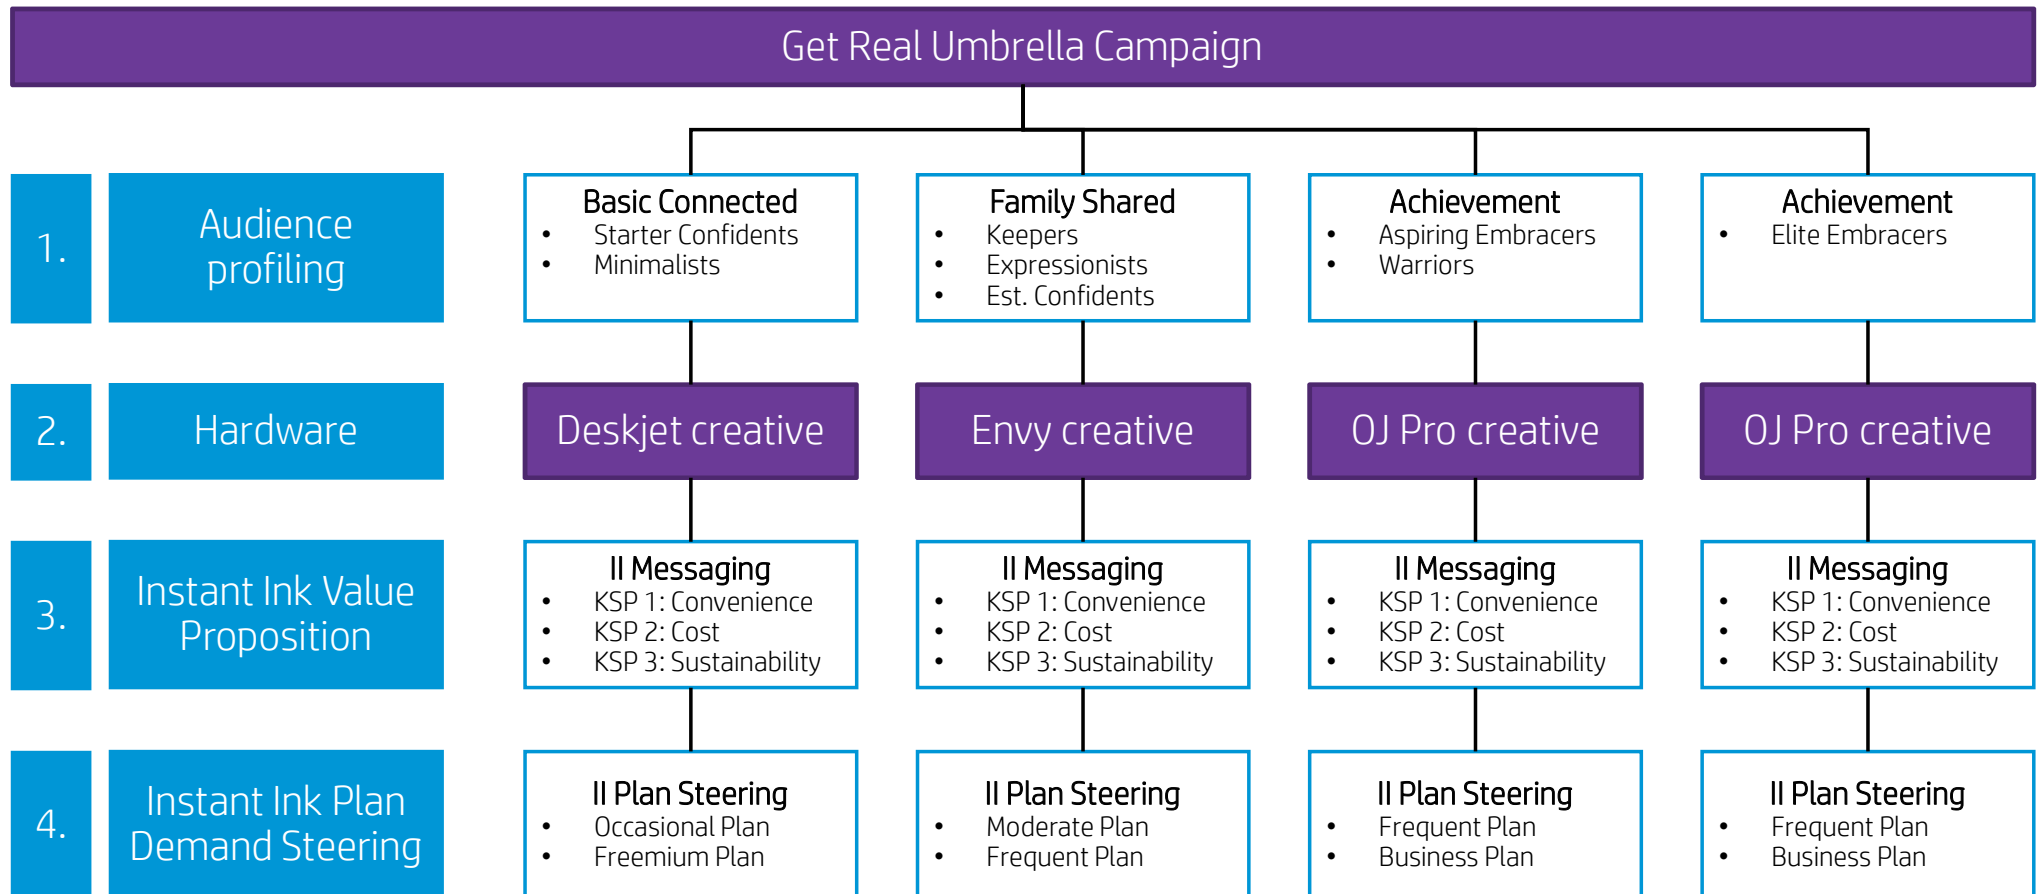 Get Real Umbrella Campaign
1.
Audience
profiling
Basic Connected
• Starter Confidents
• Minimalists
Family Shared
• Keepers
• Expressionists
• Est. Confidents
Achievement
• Aspiring Embracers
• Warriors
Achievement
• Elite Embracers
2.
Hardware
Deskjet creative
Envy creative
OJ Pro creative
OJ Pro creative
3.
Instant Ink Value
Proposition
II Messaging
• KSP 1: Convenience
• KSP 2: Cost
• KSP 3: Sustainability
II Messaging
• KSP 1: Convenience
• KSP 2: Cost
• KSP 3: Sustainability
II Messaging
• KSP 1: Convenience
• KSP 2: Cost
• KSP 3: Sustainability
II Messaging
• KSP 1: Convenience
• KSP 2: Cost
• KSP 3: Sustainability
4.
Instant Ink Plan
Demand Steering
II Plan Steering
• Occasional Plan
• Freemium Plan
II Plan Steering
• Moderate Plan
• Frequent Plan
II Plan Steering
• Frequent Plan
• Business Plan
II Plan Steering
• Frequent Plan
• Business Plan